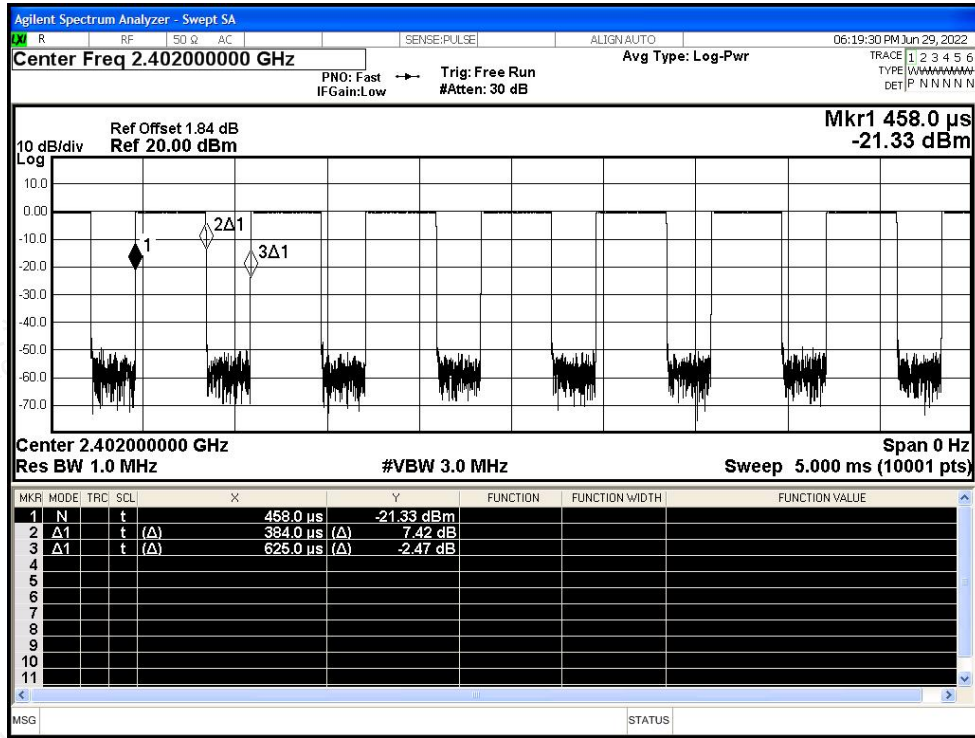 Agilent Spectrum Analyzer - Swept SA
LXI R RF 50 Ω AC SENSE:PULSE ALIGN AUTO 06:19:30 PM Jun 29, 2022
Center Freq 2.402000000 GHz
PNO: Fast
IFGain:Low
Trig: Free Run
#Atten: 30 dB
Avg Type: Log-Pwr
TRACE 1 2 3 4 5 6
TYPE W
DET P N N N N N
Ref Offset 1.84 dB
10 dB/div Ref 20.00 dBm
Log
Mkr1 458.0 µs
-21.33 dBm
10.0
0.00
-10.0
-20.0
-30.0
-40.0
-50.0
-60.0
-70.0
1
2Δ1
3Δ1
Center 2.402000000 GHz Span 0 Hz
Res BW 1.0 MHz #VBW 3.0 MHz Sweep 5.000 ms (10001 pts)
MKR MODE TRC SCL X Y FUNCTION FUNCTION WIDTH FUNCTION VALUE
1 N t 458.0 µs -21.33 dBm
2 Δ1 t (Δ) 384.0 µs (Δ) 7.42 dB
3 Δ1 t (Δ) 625.0 µs (Δ) -2.47 dB
4
5
6
7
8
9
10
11
MSG STATUS